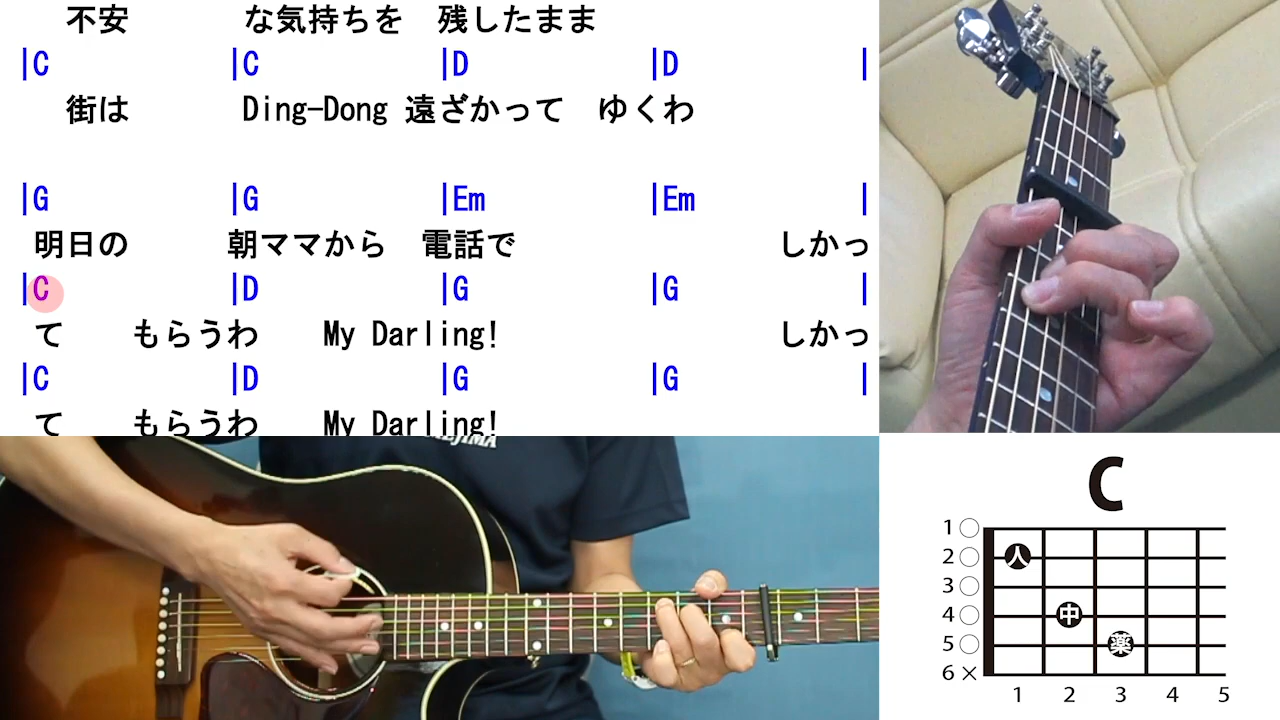 不安 な気持ちを 残したまま
|C |C |D |D |
街は Ding-Dong 遠ざかって ゆくわ
|G |G |Em |Em |
明日の 朝ママから 電話で しかっ
|C |D |G |G |
て もらうわ My Darling! しかっ
|C |D |G |G |
て もらうわ My Darling!
C
1 ○
2 ○ 人
3 ○
4 ○ 中
5 ○ 薬
6 ×
1 2 3 4 5